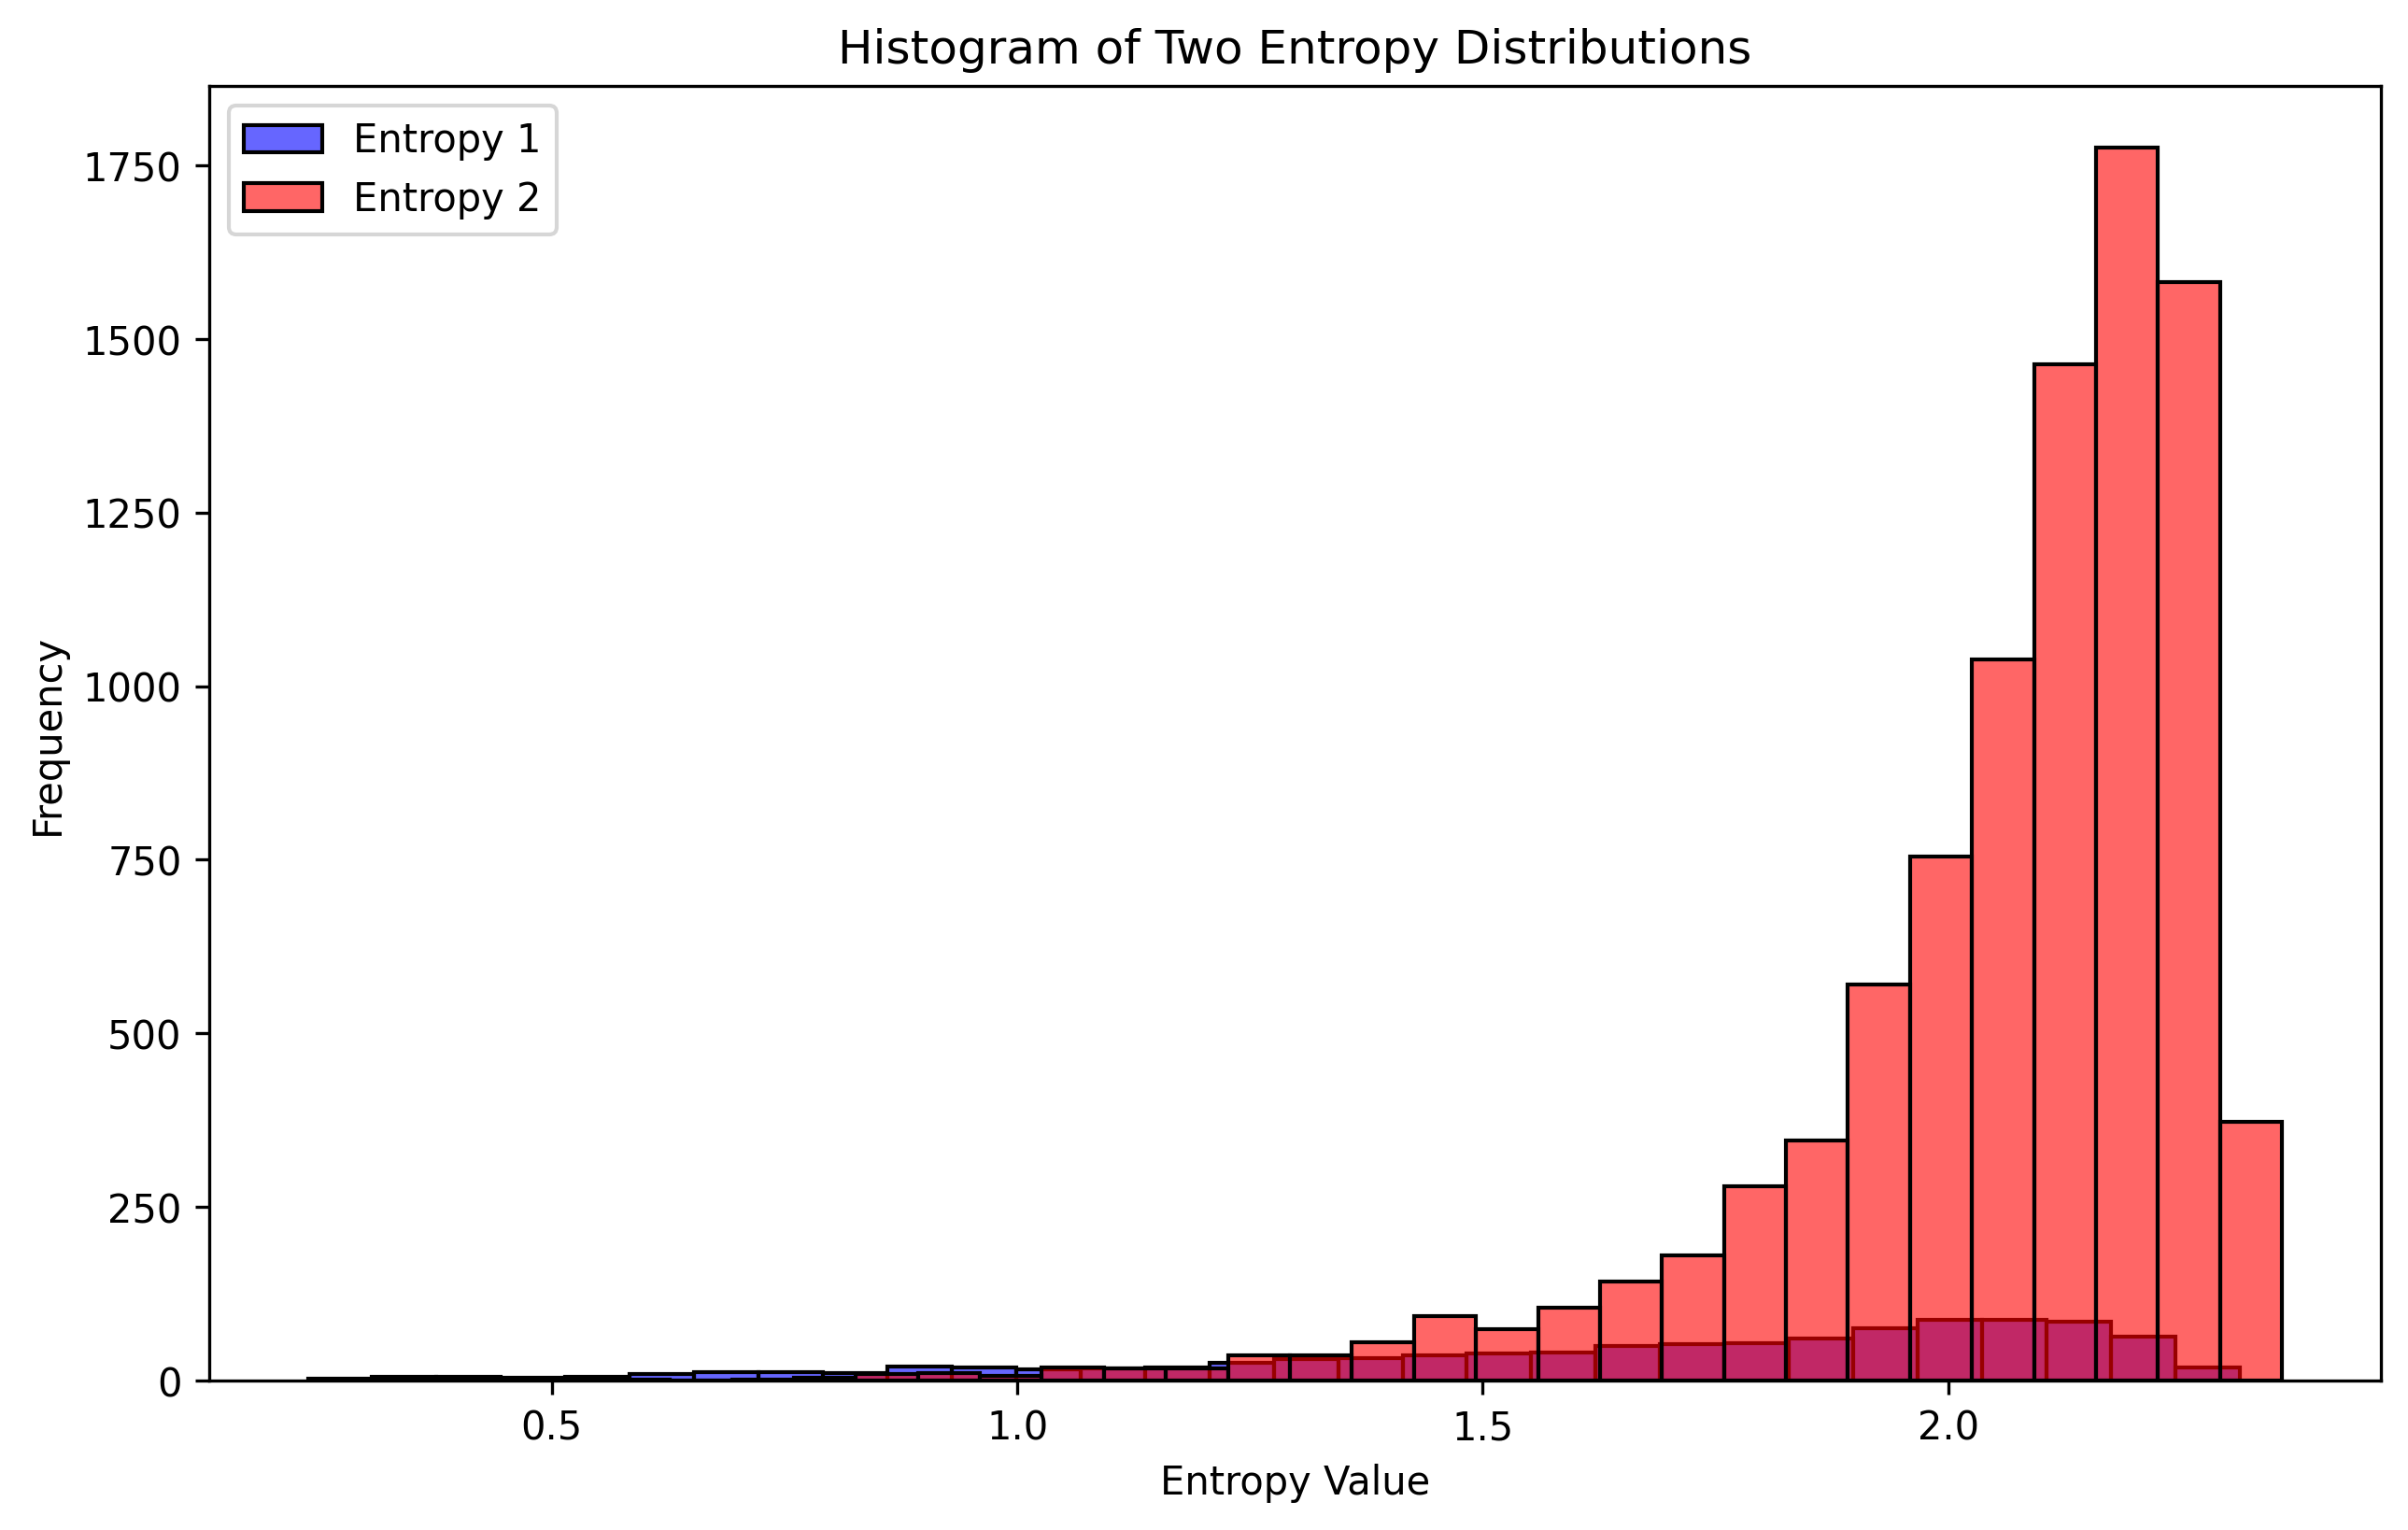 Histogram of Two Entropy Distributions
Entropy 1
Entropy 2
1750
1500
1250
1000
750
500
250
0
Frequency
0.5 1.0 1.5 2.0
Entropy Value